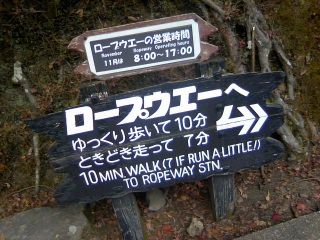 ロープウエーの営業時間
November Ropeway Operating hours
11月は 8:00～17:00
ロープウエーへ
ゆっくり歩いて 10分
ときどき走って 7分
10 MIN. WALK (7 IF RUN A LITTLE!)
TO ROPEWAY STN.